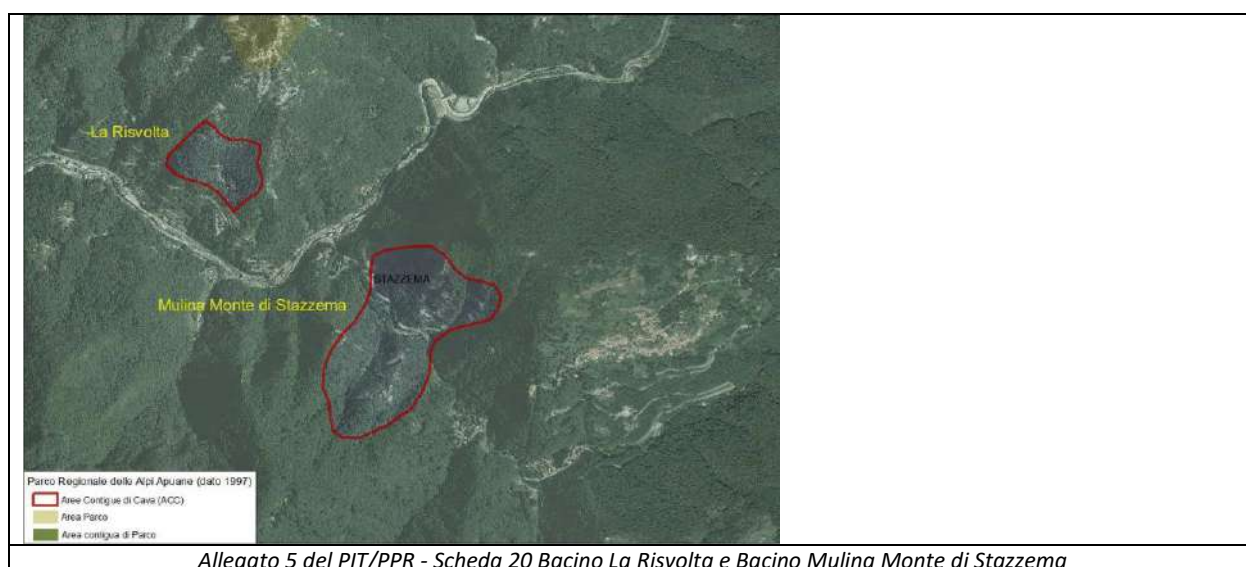 La Risvolta
STAZZEMA
Mulina Monte di Stazzema
Parco Regionale delle Alpi Apuane (dato 1997)
Aree Contigue di Cava (ACC)
Area Parco
Area contigua di Parco
Allegato 5 del PIT/PPR - Scheda 20 Bacino La Risvolta e Bacino Mulina Monte di Stazzema